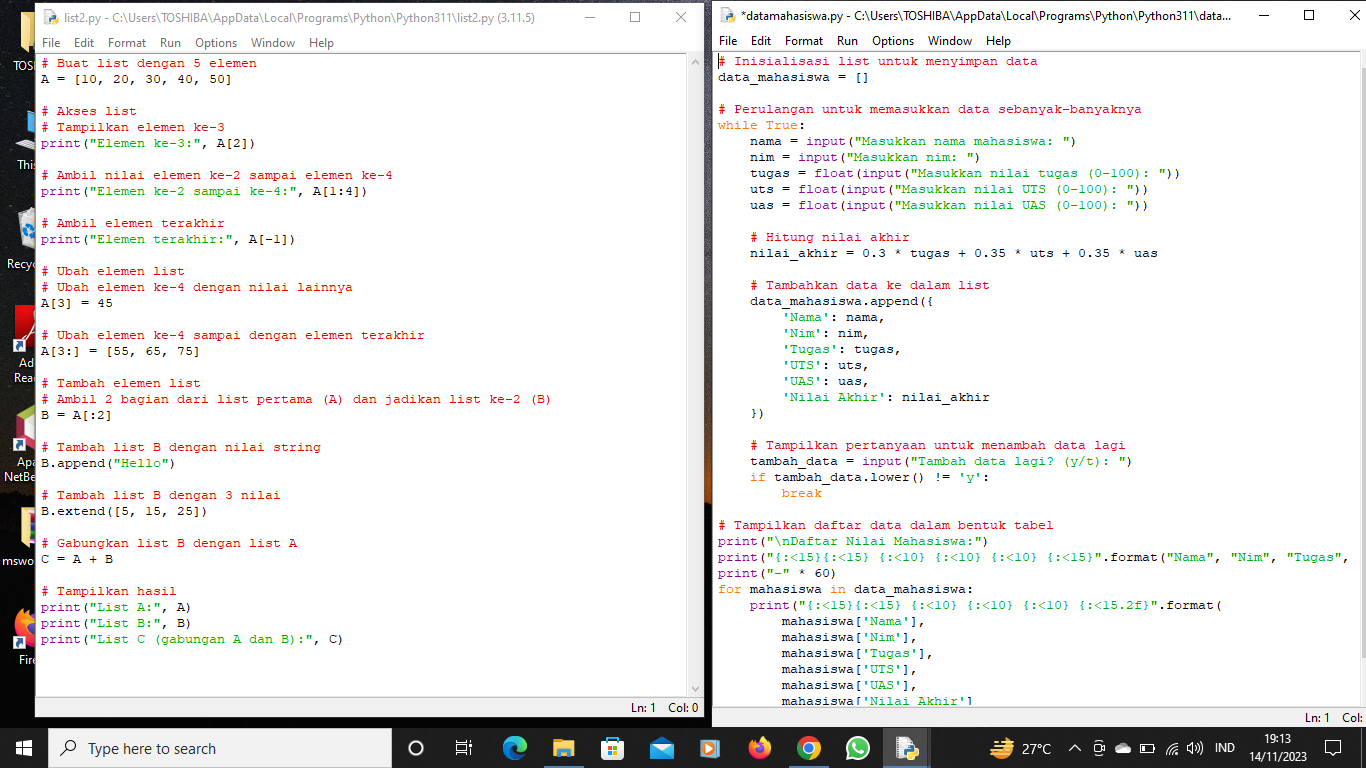 list2.py - C:\Users\TOSHIBA\AppData\Local\Programs\Python\Python311\list2.py (3.11.5)
File Edit Format Run Options Window Help
# Buat list dengan 5 elemen
A = [10, 20, 30, 40, 50]
# Akses list
# Tampilkan elemen ke-3
print("Elemen ke-3:", A[2])
# Ambil nilai elemen ke-2 sampai elemen ke-4
print("Elemen ke-2 sampai ke-4:", A[1:4])
# Ambil elemen terakhir
print("Elemen terakhir:", A[-1])
# Ubah elemen list
# Ubah elemen ke-4 dengan nilai lainnya
A[3] = 45
# Ubah elemen ke-4 sampai dengan elemen terakhir
A[3:] = [55, 65, 75]
# Tambah elemen list
# Ambil 2 bagian dari list pertama (A) dan jadikan list ke-2 (B)
B = A[:2]
# Tambah list B dengan nilai string
B.append("Hello")
# Tambah list B dengan 3 nilai
B.extend([5, 15, 25])
# Gabungkan list B dengan list A
C = A + B
# Tampilkan hasil
print("List A:", A)
print("List B:", B)
print("List C (gabungan A dan B):", C)
Ln: 1 Col: 0
*datamahasiswa.py - C:\Users\TOSHIBA\AppData\Local\Programs\Python\Python311\data...
File Edit Format Run Options Window Help
# Inisialisasi list untuk menyimpan data
data_mahasiswa = []
# Perulangan untuk memasukkan data sebanyak-banyaknya
while True:
    nama = input("Masukkan nama mahasiswa: ")
    nim = input("Masukkan nim: ")
    tugas = float(input("Masukkan nilai tugas (0-100): "))
    uts = float(input("Masukkan nilai UTS (0-100): "))
    uas = float(input("Masukkan nilai UAS (0-100): "))
    # Hitung nilai akhir
    nilai_akhir = 0.3 * tugas + 0.35 * uts + 0.35 * uas
    # Tambahkan data ke dalam list
    data_mahasiswa.append({
        'Nama': nama,
        'Nim': nim,
        'Tugas': tugas,
        'UTS': uts,
        'UAS': uas,
        'Nilai Akhir': nilai_akhir
    })
    # Tampilkan pertanyaan untuk menambah data lagi
    tambah_data = input("Tambah data lagi? (y/t): ")
    if tambah_data.lower() != 'y':
        break
# Tampilkan daftar data dalam bentuk tabel
print("\nDaftar Nilai Mahasiswa:")
print("{:<15}{:<15} {:<10} {:<10} {:<10} {:<15}".format("Nama", "Nim", "Tugas",
print("-" * 60)
for mahasiswa in data_mahasiswa:
    print("{:<15}{:<15} {:<10} {:<10} {:<10} {:<15.2f}".format(
        mahasiswa['Nama'],
        mahasiswa['Nim'],
        mahasiswa['Tugas'],
        mahasiswa['UTS'],
        mahasiswa['UAS'],
        mahasiswa['Nilai Akhir']
Ln: 1 Col:
TOS
This
Recyc
Ad
Rea
Apa
NetBe
mswo
Fire
Type here to search
27°C
IND
19:13
14/11/2023